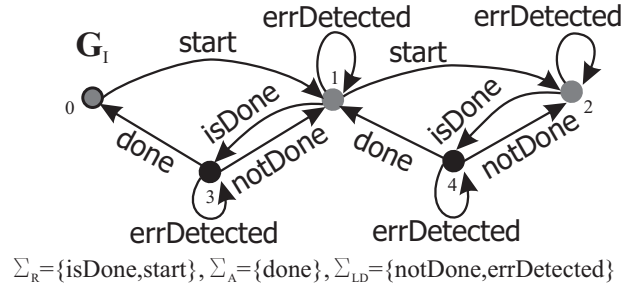 errDetected
errDetected
G_I
start
1
start
0
2
isDone
isDone
done
notDone
done
notDone
3
4
errDetected
errDetected
Σ_R={isDone,start}, Σ_A={done}, Σ_LD={notDone,errDetected}